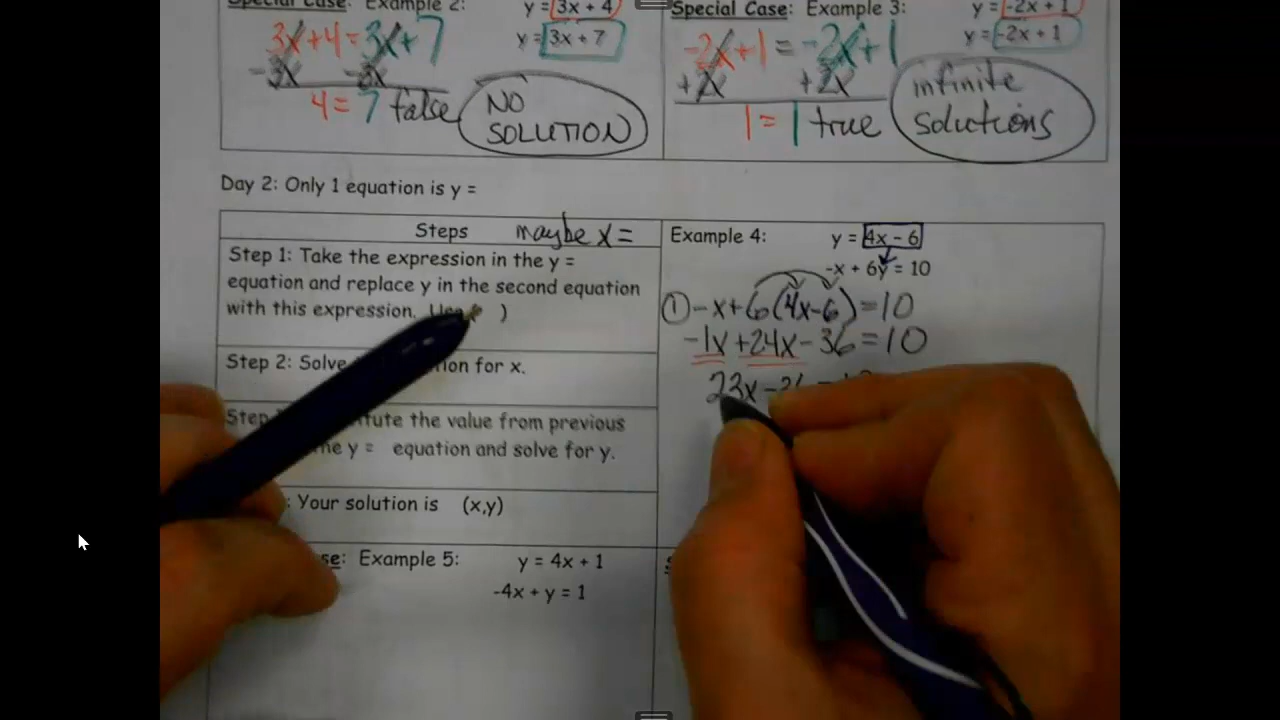 Special Case: Example 2:
y = 3x + 4
y = 3x + 7
3x+4=3x+7
-3x -3x
4 = 7 false
NO
SOLUTION
Special Case: Example 3:
y = -2x + 1
y = -2x + 1
-2x+1 = -2x+1
+2x +2x
1 = 1 true
infinite
solutions
Day 2: Only 1 equation is y =
Steps maybe x =
Step 1: Take the expression in the y =
equation and replace y in the second equation
with this expression. )
Step 2: Solve for x.
the value from previous
y = equation and solve for y.
: Your solution is (x,y)
Example 4:
y = 4x - 6
-x + 6y = 10
① -x+6(4x-6)=10
-1x+24x-36=10
23x
Example 5:
y = 4x + 1
-4x + y = 1